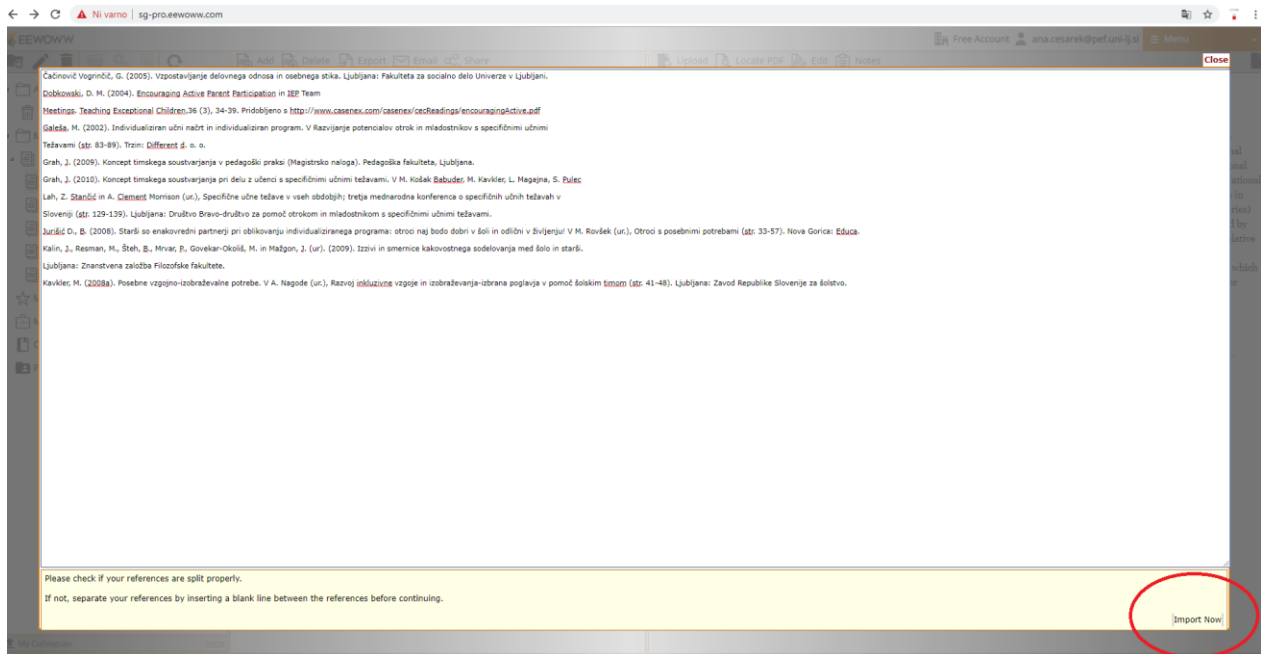 Ni varno sg-pro.eewoww.com
EEWOWW
Free Account ana.cesarek@pef.uni-lj.si Menu
Add Delete Export Email Share Upload Locate PDF Edit Notes
Close
Čačinovič Vogrinčič, G. (2005). Vzpostavljanje delovnega odnosa in osebnega stika. Ljubljana: Fakulteta za socialno delo Univerze v Ljubljani.
Dobkowski, D. M. (2004). Encouraging Active Parent Participation in IEP Team
Meetings. Teaching Exceptional Children,36 (3), 34-39. Pridobljeno s http://www.casenex.com/casenex/cecReadings/encouragingActive.pdf
Galeša, M. (2002). Individualiziran učni načrt in individualiziran program. V Razvijanje potencialov otrok in mladostnikov s specifičnimi učnimi
Težavami (str. 83-89). Trzin: Different d. o. o.
Grah, J. (2009). Koncept timskega soustvarjanja v pedagoški praksi (Magistrsko naloga). Pedagoška fakulteta, Ljubljana.
Grah, J. (2010). Koncept timskega soustvarjanja pri delu z učenci s specifičnimi učnimi težavami. V M. Košak Babuder, M. Kavkler, L. Magajna, S. Pulec
Lah, Z. Stančić in A. Clement Morrison (ur.), Specifične učne težave v vseh obdobjih; tretja mednarodna konferenca o specifičnih učnih težavah v
Sloveniji (str. 129-139). Ljubljana: Društvo Bravo-društvo za pomoč otrokom in mladostnikom s specifičnimi učnimi težavami.
Jurišić D., B. (2008). Starši so enakovredni partnerji pri oblikovanju individualiziranega programa: otroci naj bodo dobri v šoli in odlični v življenju! V M. Rovšek (ur.), Otroci s posebnimi potrebami (str. 33-57). Nova Gorica: Educa.
Kalin, J., Resman, M., Šteh, B., Mrvar, P., Govekar-Okoliš, M. in Mažgon, J. (ur). (2009). Izzivi in smernice kakovostnega sodelovanja med šolo in starši.
Ljubljana: Znanstvena založba Filozofske fakultete.
Kavkler, M. (2008a). Posebne vzgojno-izobraževalne potrebe. V A. Nagode (ur.), Razvoj inkluzivne vzgoje in izobraževanja-izbrana poglavja v pomoč šolskim timom (str. 41-48). Ljubljana: Zavod Republike Slovenije za šolstvo.
Please check if your references are split properly.
If not, separate your references by inserting a blank line between the references before continuing.
Import Now
My Colleagues